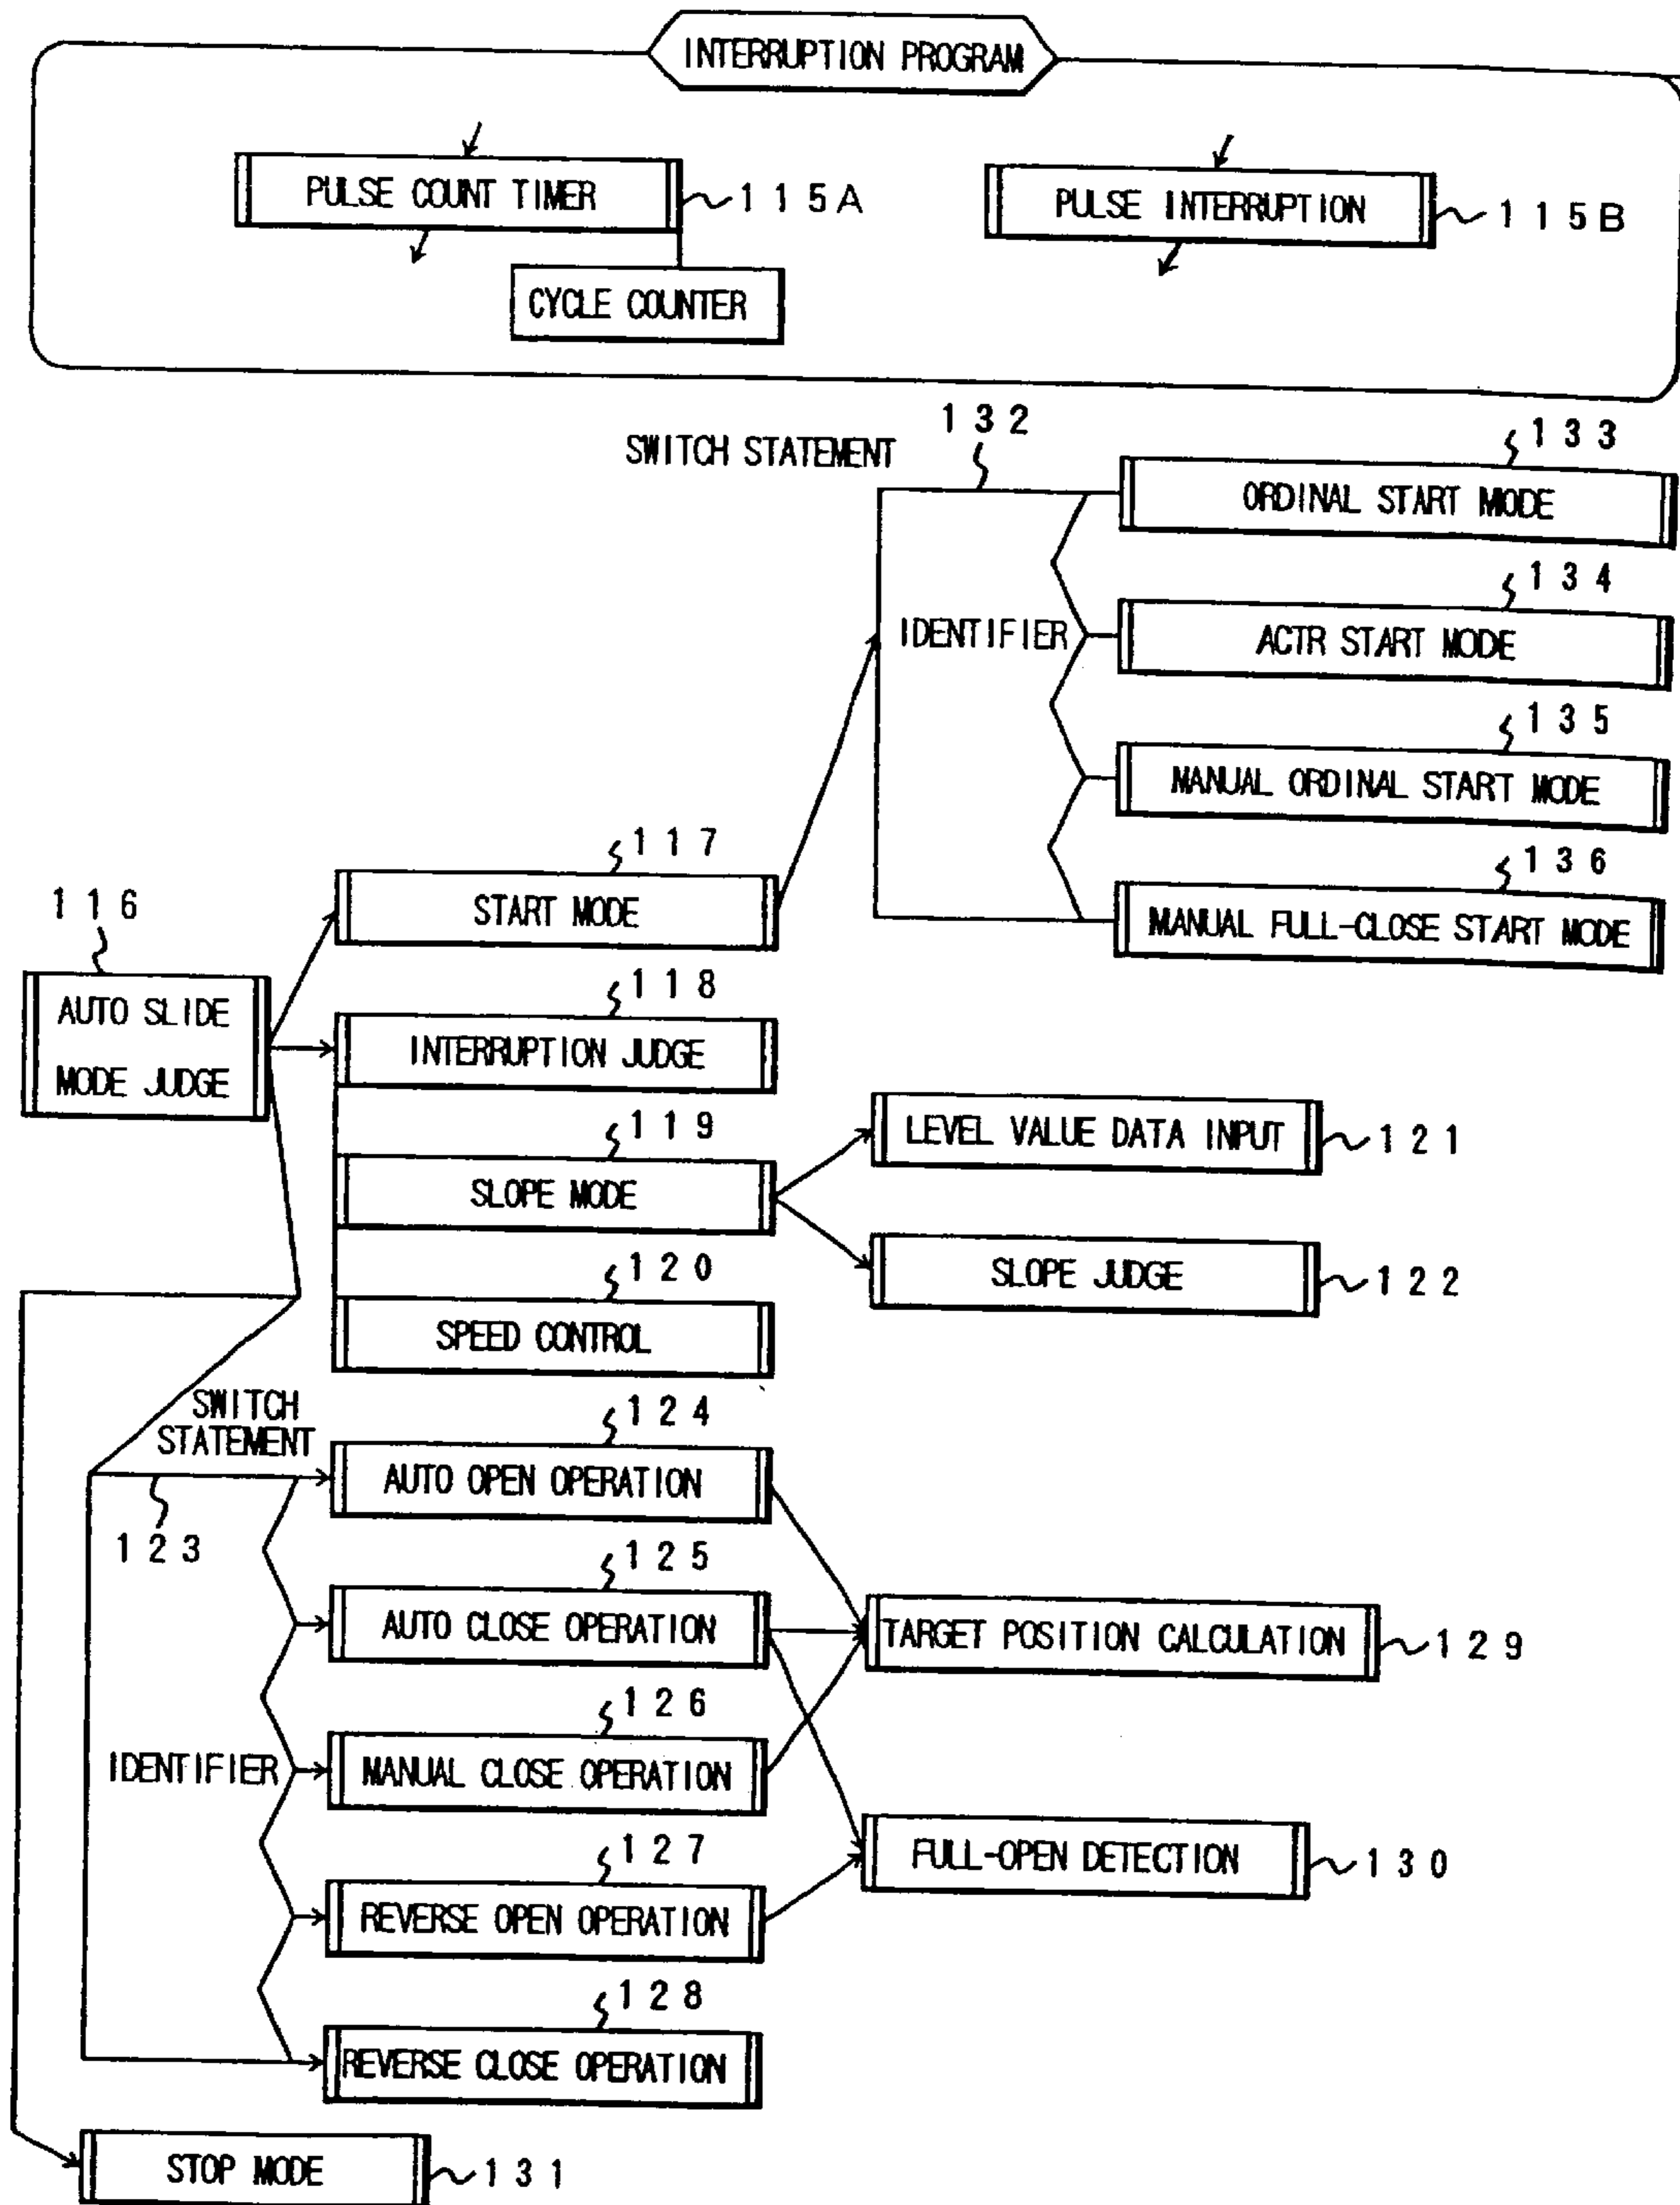 INTERRUPTION PROGRAM
PULSE COUNT TIMER
115A
PULSE INTERRUPTION
115B
CYCLE COUNTER
SWITCH STATEMENT
132
133
ORDINAL START MODE
134
IDENTIFIER
ACTR START MODE
135
MANUAL ORDINAL START MODE
136
MANUAL FULL-CLOSE START MODE
117
START MODE
116
AUTO SLIDE
MODE JUDGE
118
INTERRUPTION JUDGE
119
SLOPE MODE
LEVEL VALUE DATA INPUT
121
SLOPE JUDGE
122
120
SPEED CONTROL
SWITCH
STATEMENT
123
124
AUTO OPEN OPERATION
125
AUTO CLOSE OPERATION
TARGET POSITION CALCULATION
129
126
IDENTIFIER
MANUAL CLOSE OPERATION
127
REVERSE OPEN OPERATION
FULL-OPEN DETECTION
130
128
REVERSE CLOSE OPERATION
STOP MODE
131